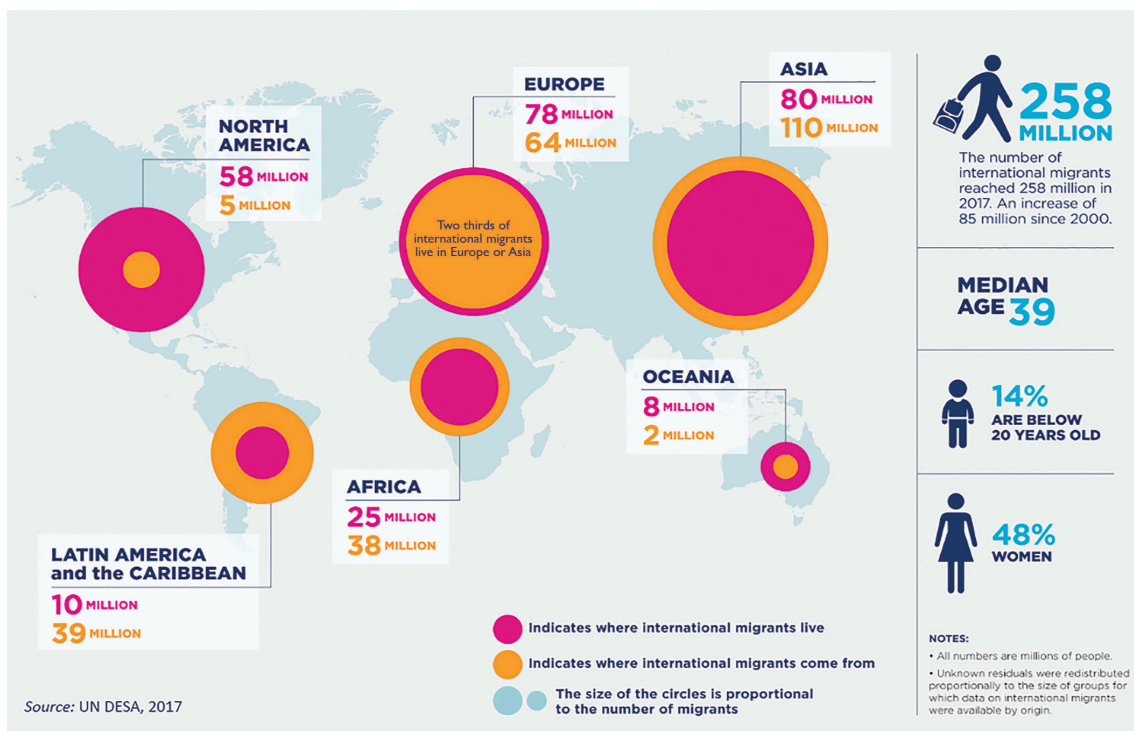 NORTH
AMERICA
58 MILLION
5 MILLION
EUROPE
78 MILLION
64 MILLION
Two thirds of
international migrants
live in Europe or Asia
ASIA
80 MILLION
110 MILLION
OCEANIA
8 MILLION
2 MILLION
AFRICA
25 MILLION
38 MILLION
LATIN AMERICA
and the CARIBBEAN
10 MILLION
39 MILLION
Indicates where international migrants live
Indicates where international migrants come from
The size of the circles is proportional
to the number of migrants
Source: UN DESA, 2017
258
MILLION
The number of
international migrants
reached 258 million in
2017. An increase of
85 million since 2000.
MEDIAN
AGE 39
14%
ARE BELOW
20 YEARS OLD
48%
WOMEN
NOTES:
• All numbers are millions of people.
• Unknown residuals were redistributed
proportionally to the size of groups for
which data on international migrants
were available by origin.